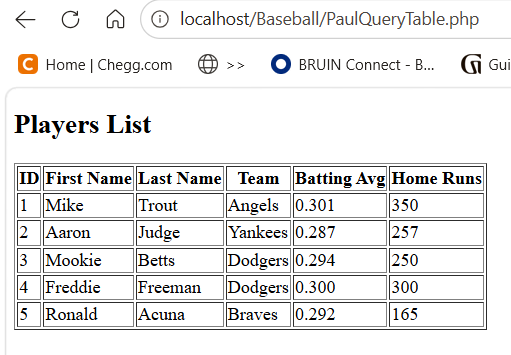 localhost/Baseball/PaulQueryTable.php
Home | Chegg.com >> BRUIN Connect - B... Gui
Players List
ID First Name Last Name Team Batting Avg Home Runs
1 Mike Trout Angels 0.301 350
2 Aaron Judge Yankees 0.287 257
3 Mookie Betts Dodgers 0.294 250
4 Freddie Freeman Dodgers 0.300 300
5 Ronald Acuna Braves 0.292 165